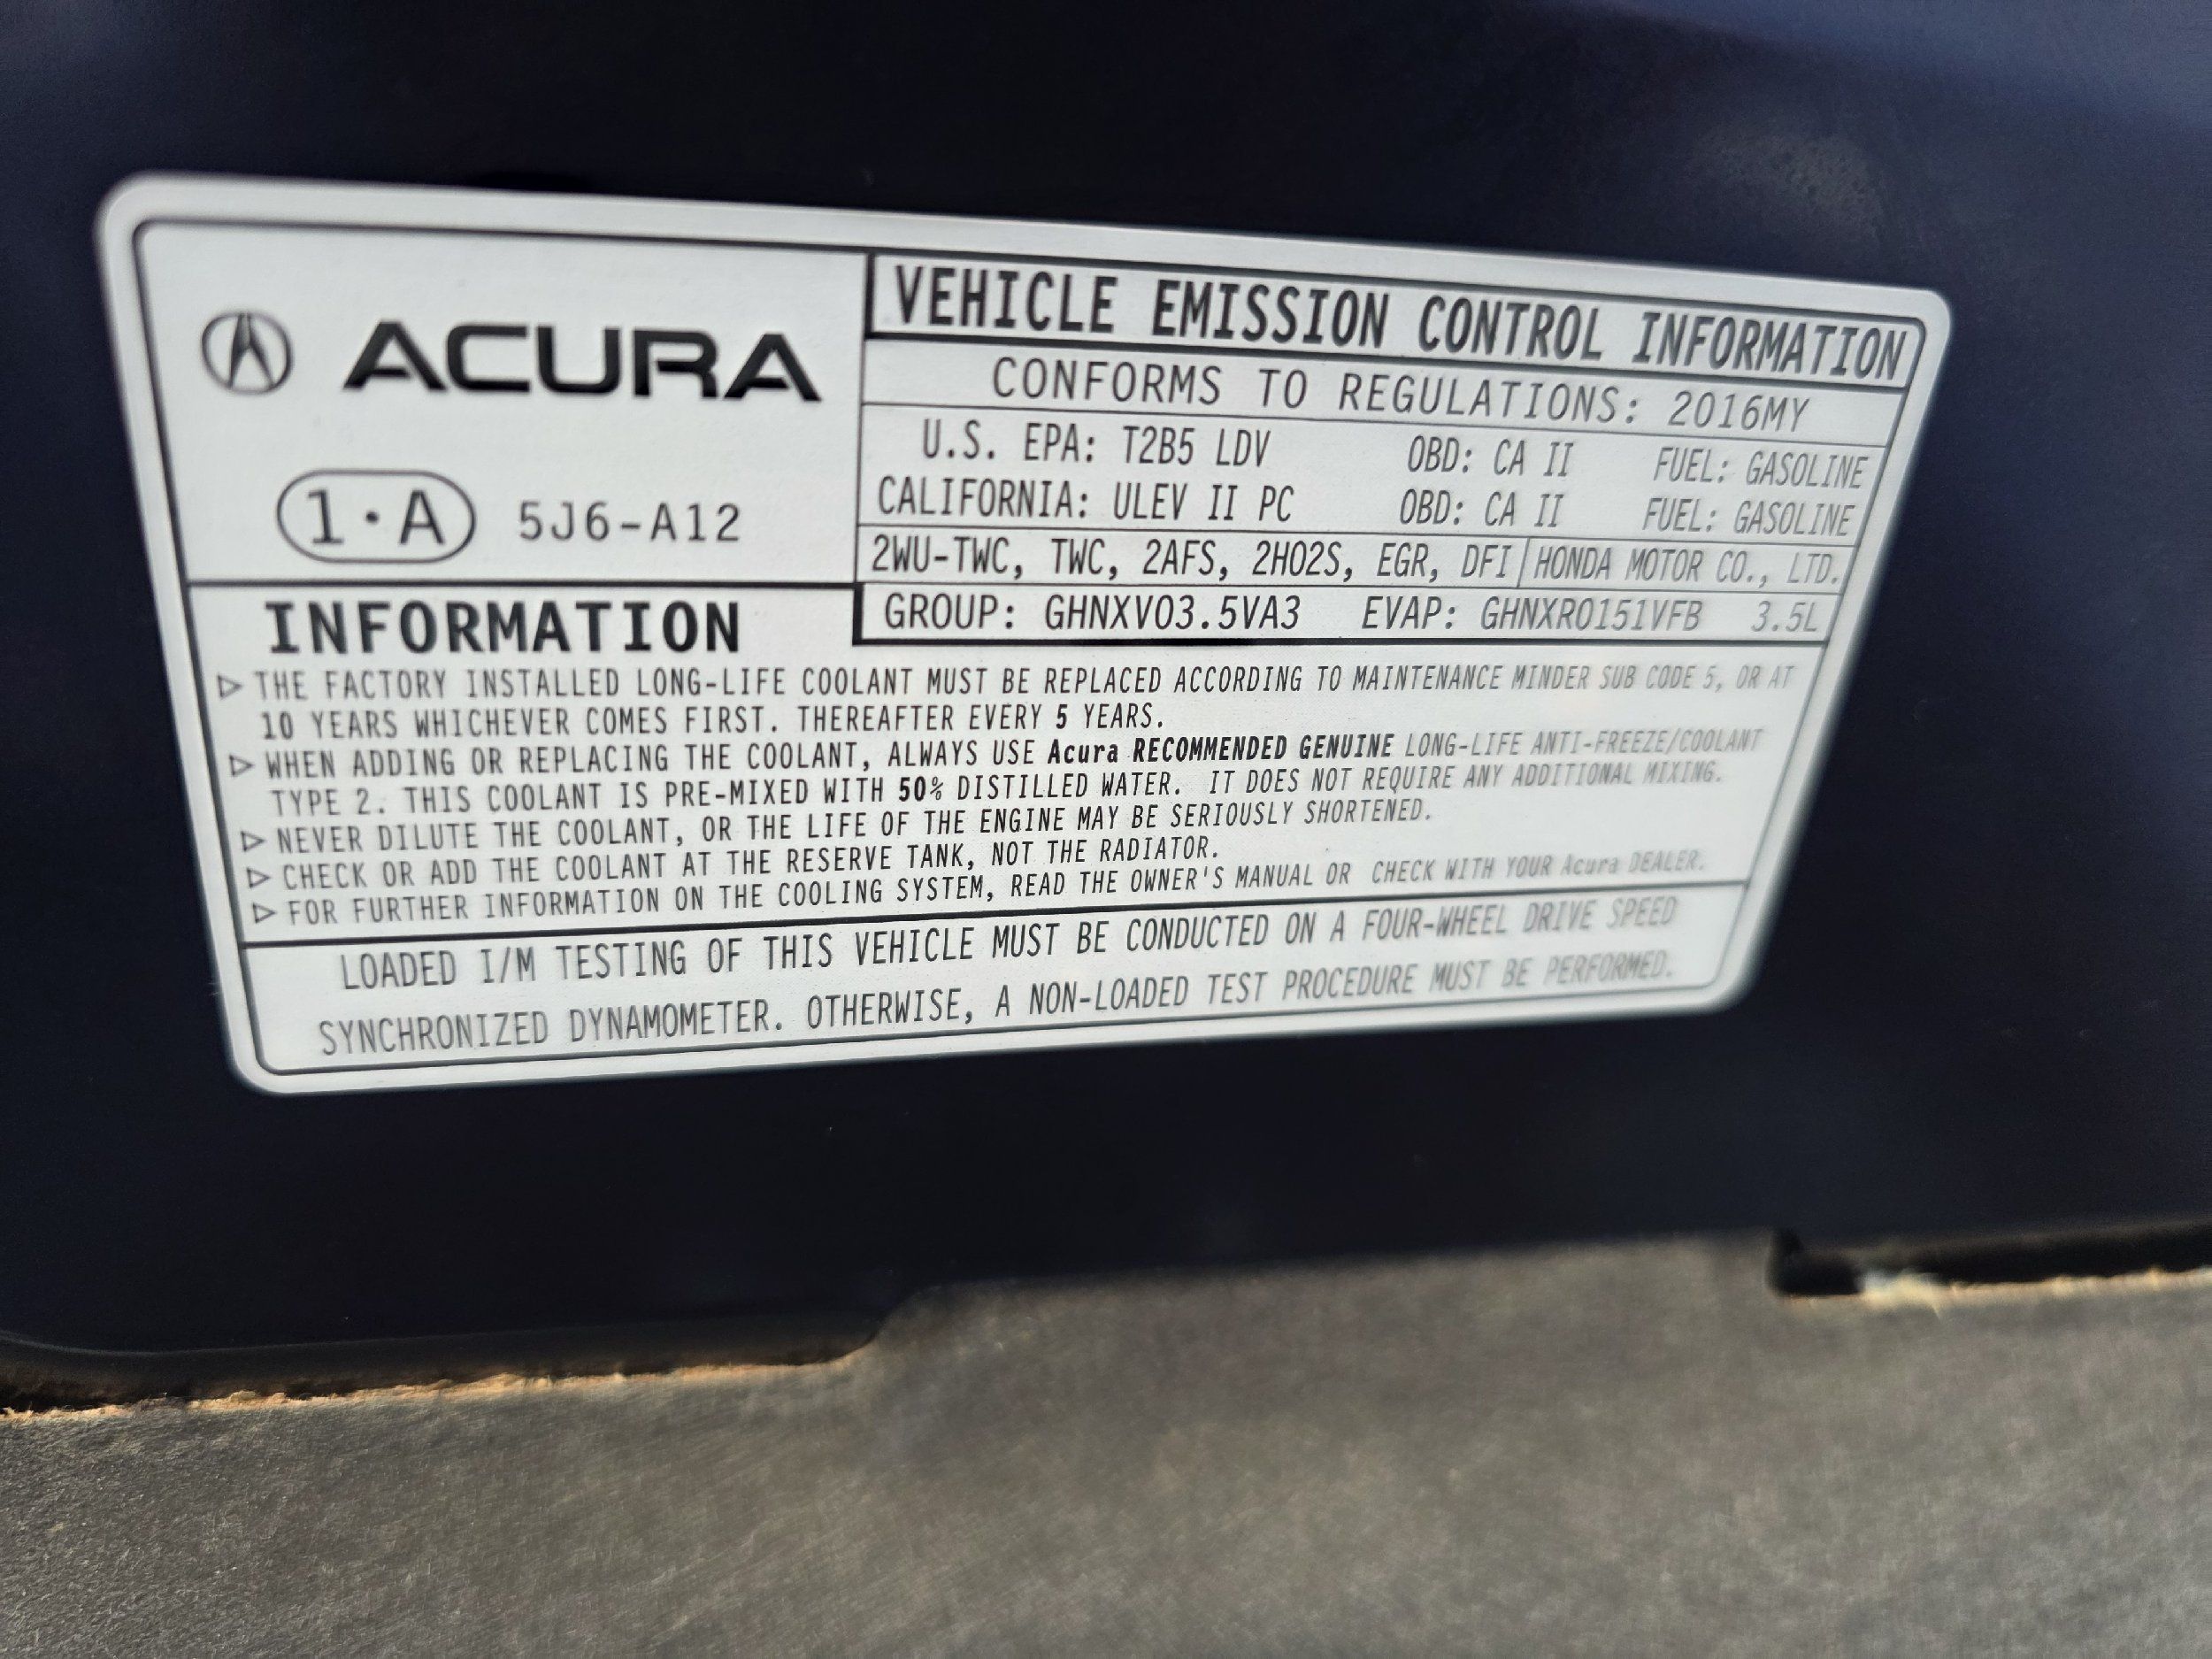 ACURA
1·A 5J6-A12
VEHICLE EMISSION CONTROL INFORMATION
CONFORMS TO REGULATIONS: 2016MY
U.S. EPA: T2B5 LDV OBD: CA II FUEL: GASOLINE
CALIFORNIA: ULEV II PC OBD: CA II FUEL: GASOLINE
2WU-TWC, TWC, 2AFS, 2HO2S, EGR, DFI HONDA MOTOR CO., LTD.
GROUP: GHNXV03.5VA3 EVAP: GHNXR0151VFB 3.5L
INFORMATION
▷ THE FACTORY INSTALLED LONG-LIFE COOLANT MUST BE REPLACED ACCORDING TO MAINTENANCE MINDER SUB CODE 5, OR AT
10 YEARS WHICHEVER COMES FIRST. THEREAFTER EVERY 5 YEARS.
▷ WHEN ADDING OR REPLACING THE COOLANT, ALWAYS USE Acura RECOMMENDED GENUINE LONG-LIFE ANTI-FREEZE/COOLANT
TYPE 2. THIS COOLANT IS PRE-MIXED WITH 50% DISTILLED WATER. IT DOES NOT REQUIRE ANY ADDITIONAL MIXING.
▷ NEVER DILUTE THE COOLANT, OR THE LIFE OF THE ENGINE MAY BE SERIOUSLY SHORTENED.
▷ CHECK OR ADD THE COOLANT AT THE RESERVE TANK, NOT THE RADIATOR.
▷ FOR FURTHER INFORMATION ON THE COOLING SYSTEM, READ THE OWNER'S MANUAL OR CHECK WITH YOUR Acura DEALER.
LOADED I/M TESTING OF THIS VEHICLE MUST BE CONDUCTED ON A FOUR-WHEEL DRIVE SPEED
SYNCHRONIZED DYNAMOMETER. OTHERWISE, A NON-LOADED TEST PROCEDURE MUST BE PERFORMED.